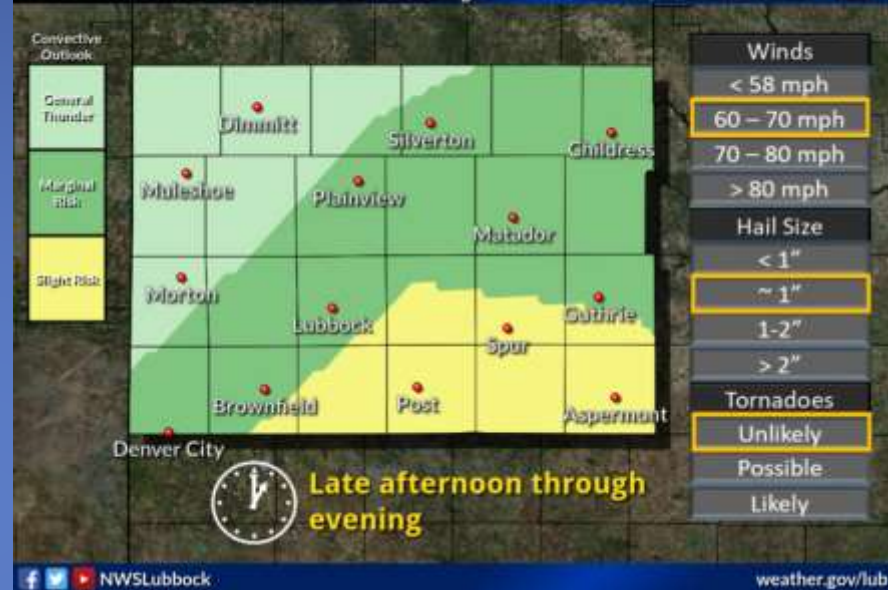 Convective
Outlook
General
Thunder
Marginal
Risk
Slight Risk
Dimmitt
Silverton
Childress
Muleshoe
Plainview
Matador
Morton
Lubbock
Guthrie
Spur
Brownfield
Post
Aspermont
Denver City
Late afternoon through
evening
Winds
< 58 mph
60 – 70 mph
70 – 80 mph
> 80 mph
Hail Size
< 1"
~ 1"
1-2"
> 2"
Tornadoes
Unlikely
Possible
Likely
NWSLubbock
weather.gov/lub